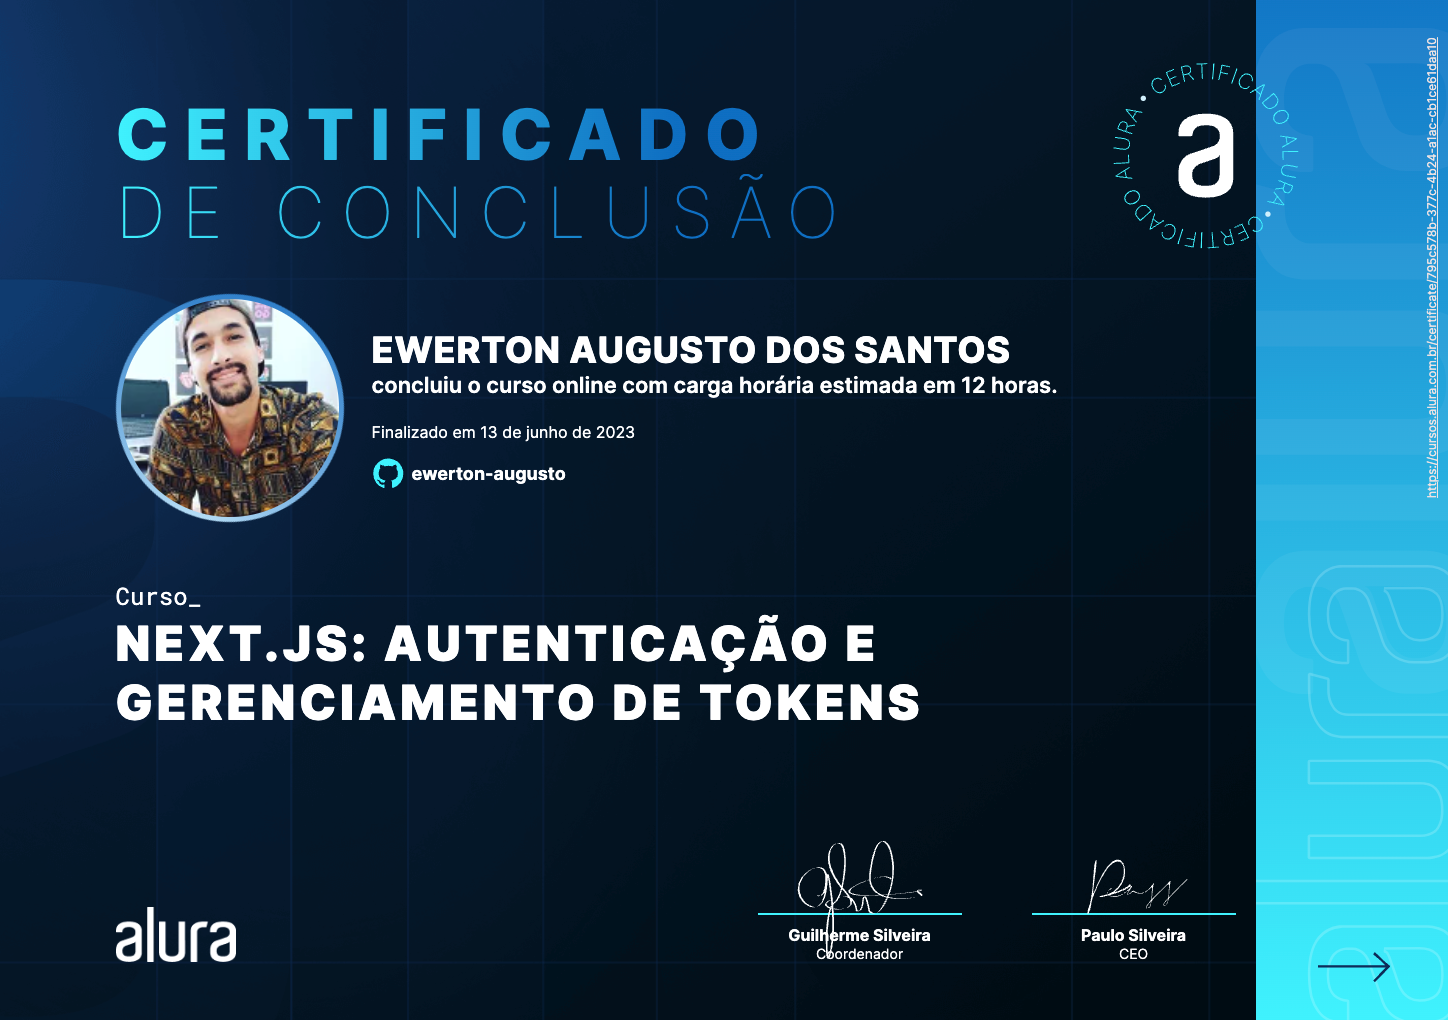 CERTIFICADO
DE CONCLUSÃO
CERTIFICADO ALURA • CERTIFICADO ALURA •
a
EWERTON AUGUSTO DOS SANTOS
concluiu o curso online com carga horária estimada em 12 horas.
Finalizado em 13 de junho de 2023
ewerton-augusto
Curso_
NEXT.JS: AUTENTICAÇÃO E
GERENCIAMENTO DE TOKENS
alura
Guilherme Silveira
Coordenador
Paulo Silveira
CEO
https://cursos.alura.com.br/certificate/795c578b-377c-4b24-a1ac-cb1ce61daa10
alura